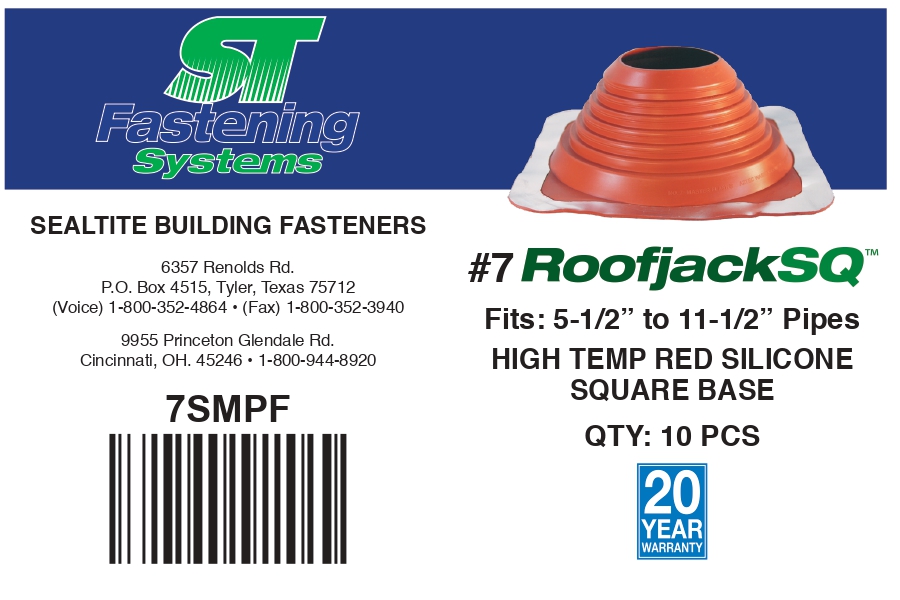 ST
Fastening
Systems
SEALTITE BUILDING FASTENERS
6357 Renolds Rd.
P.O. Box 4515, Tyler, Texas 75712
(Voice) 1-800-352-4864 • (Fax) 1-800-352-3940
9955 Princeton Glendale Rd.
Cincinnati, OH. 45246 • 1-800-944-8920
7SMPF
#7 RoofjackSQ™
Fits: 5-1/2” to 11-1/2” Pipes
HIGH TEMP RED SILICONE
SQUARE BASE
QTY: 10 PCS
20
YEAR
WARRANTY